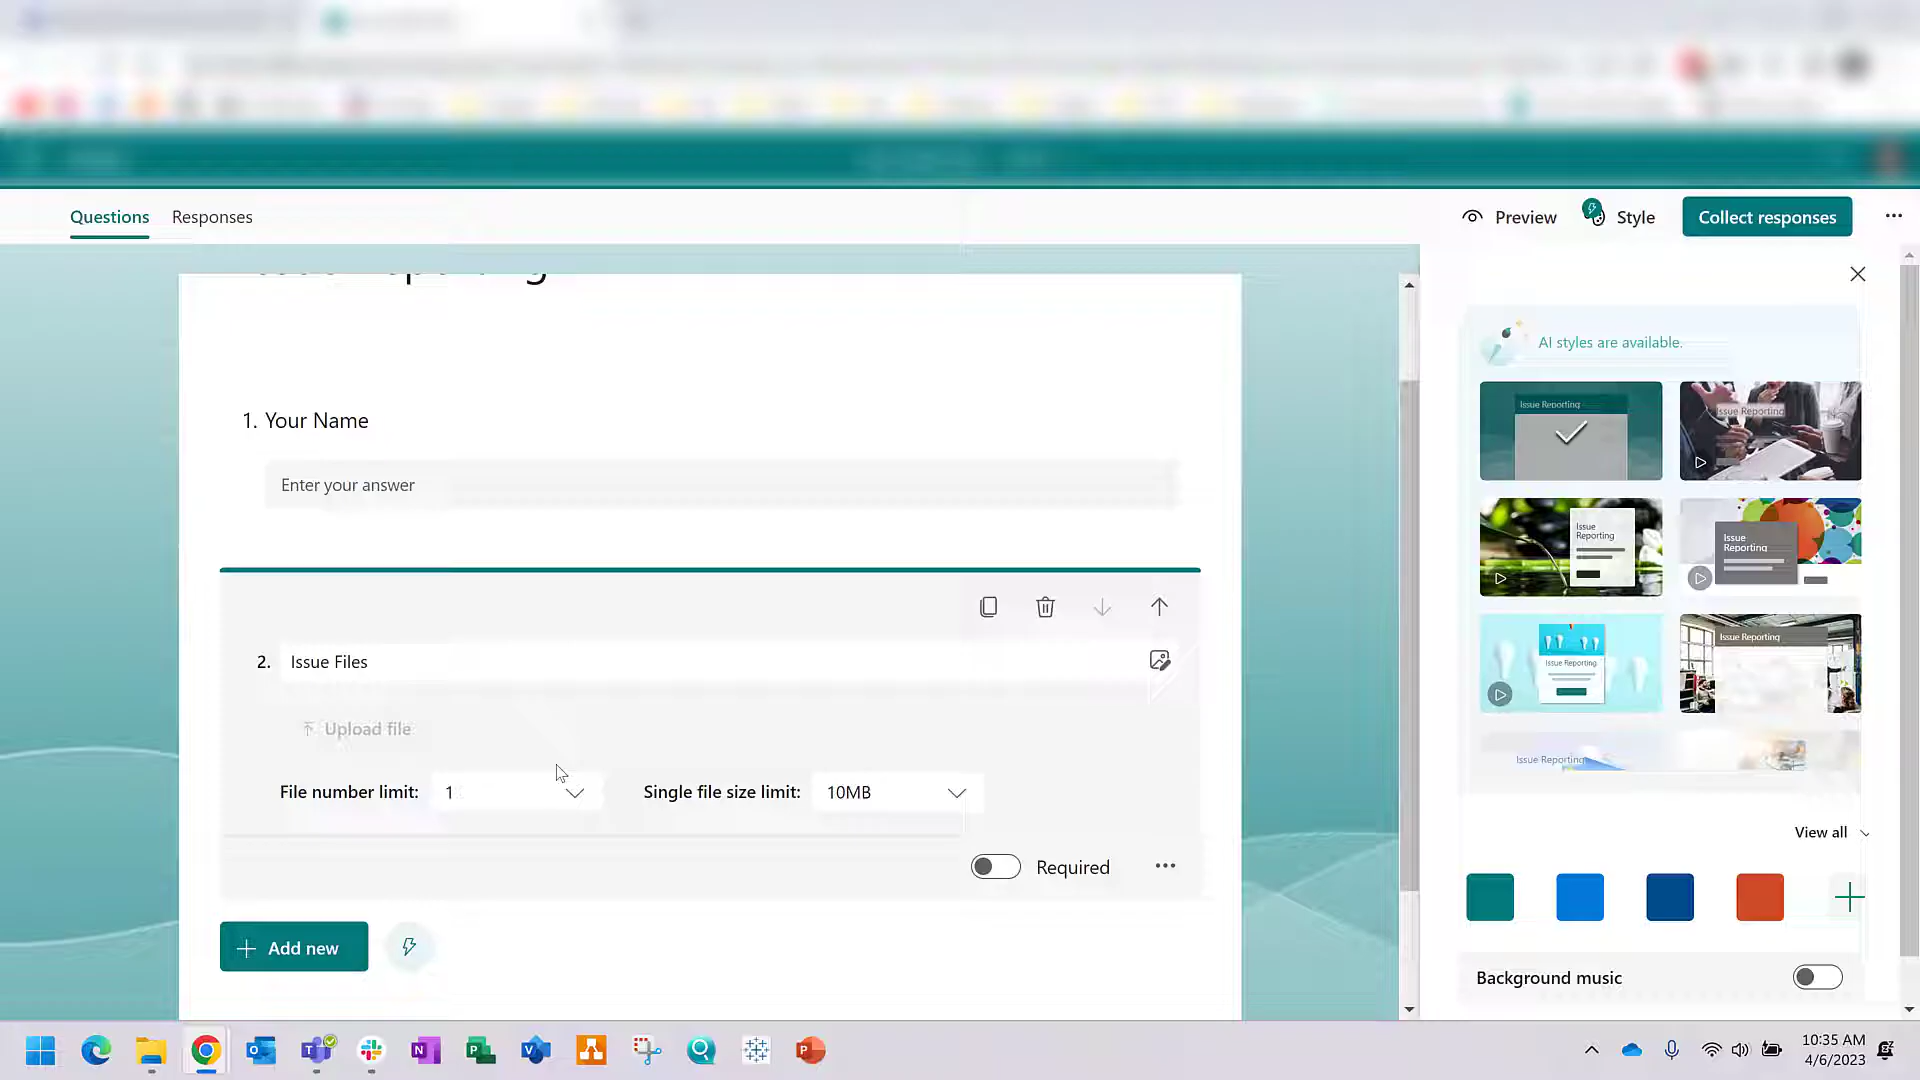 Questions
Responses
Preview
Style
Collect responses
Issue Reporting
1. Your Name
Enter your answer
2. Issue Files
Upload file
File number limit: 1
Single file size limit: 10MB
Required
Add new
AI styles are available.
Issue Reporting
Issue Reporting
Issue
Reporting
Issue
Reporting
Issue Reporting
Issue Reporting
Issue Reporting
View all
Background music
10:35 AM
4/6/2023